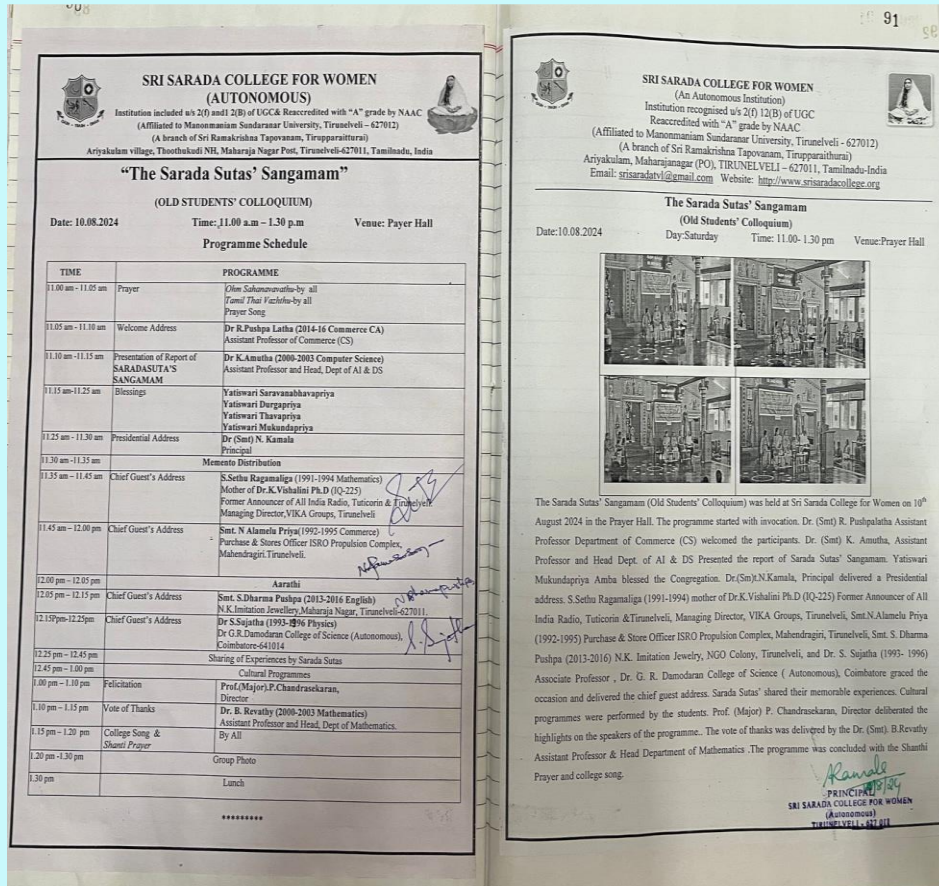 91
SRI SARADA COLLEGE FOR WOMEN
(AUTONOMOUS)
Institution included u/s 2(f) and1 2(B) of UGC& Reaccredited with “A” grade by NAAC
(Affiliated to Manonmaniam Sundaranar University, Tirunelveli - 627012)
(A branch of Sri Ramakrishna Tapovanam, Tirupparaitturai)
Ariyakulam village, Thoothukudi NH, Maharaja Nagar Post, Tirunelveli-627011, Tamilnadu, India
“The Sarada Sutas’ Sangamam”
(OLD STUDENTS’ COLLOQUIUM)
Date: 10.08.2024 Time: 11.00 a.m – 1.30 p.m Venue: Payer Hall
Programme Schedule
TIME PROGRAMME
11.00 am - 11.05 am Prayer Ohm Sahanavavathu-by all
Tamil Thai Vazhthu-by all
Prayer Song
11.05 am - 11.10 am Welcome Address Dr R.Pushpa Latha (2014-16 Commerce CA)
Assistant Professor of Commerce (CS)
11.10 am -11.15 am Presentation of Report of Dr K.Amutha (2000-2003 Computer Science)
SARADASUTA’S Assistant Professor and Head, Dept of AI & DS
SANGAMAM
11.15 am-11.25 am Blessings Yatiswari Saravanabhavapriya
Yatiswari Durgapriya
Yatiswari Thavapriya
Yatiswari Mukundapriya
11.25 am - 11.30 am Presidential Address Dr (Smt) N. Kamala
Principal
11.30 am -11.35 am Memento Distribution
11.35 am – 11.45 am Chief Guest’s Address S.Sethu Ragamaliga (1991-1994 Mathematics)
Mother of Dr.K.Vishalini Ph.D (IQ-225)
Former Announcer of All India Radio, Tuticorin & Tirunelveli.
Managing Director,VIKA Groups, Tirunelveli
11.45 am – 12.00 pm Chief Guest’s Address Smt. N Alamelu Priya(1992-1995 Commerce)
Purchase & Stores Officer ISRO Propulsion Complex,
Mahendragiri.Tirunelveli.
12.00 pm – 12.05 pm Aarathi
12.05 pm - 12.15 pm Chief Guest’s Address Smt. S.Dharma Pushpa (2013-2016 English)
N.K.Imitation Jewellery,Maharaja Nagar, Tirunelveli-627011.
12.15Ppm-12.25pm Chief Guest’s Address Dr S.Sujatha (1993-1996 Physics)
Dr G.R.Damodaran College of Science (Autonomous),
Coimbatore-641014
12.25 pm – 12.45 pm Sharing of Experiences by Sarada Sutas
12.45 pm – 1.00 pm Cultural Programmes
1.00 pm – 1.10 pm Felicitation Prof.(Major).P.Chandrasekaran,
Director
1.10 pm – 1.15 pm Vote of Thanks Dr. B. Revathy (2000-2003 Mathematics)
Assistant Professor and Head, Dept of Mathematics.
1.15 pm – 1.20 pm College Song & By All
Shanti Prayer
1.20 pm -1.30 pm Group Photo
1.30 pm Lunch
*********
SRI SARADA COLLEGE FOR WOMEN
(An Autonomous Institution)
Institution recognised u/s 2(f) 12(B) of UGC
Reaccredited with “A” grade by NAAC
(Affiliated to Manonmaniam Sundaranar University, Tirunelveli - 627012)
(A branch of Sri Ramakrishna Tapovanam, Tirupparaithurai)
Ariyakulam, Maharajanagar (PO), TIRUNELVELI – 627011, Tamilnadu-India
Email: srisaradatvl@gmail.com Website: http://www.srisaradacollege.org
The Sarada Sutas’ Sangamam
(Old Students’ Colloquium)
Date:10.08.2024 Day:Saturday Time: 11.00- 1.30 pm Venue:Prayer Hall
The Sarada Sutas’ Sangamam (Old Students’ Colloquium) was held at Sri Sarada College for Women on 10th
August 2024 in the Prayer Hall. The programme started with invocation. Dr. (Smt) R. Pushpalatha Assistant
Professor Department of Commerce (CS) welcomed the participants. Dr. (Smt) K. Amutha, Assistant
Professor and Head Dept. of AI & DS Presented the report of Sarada Sutas’ Sangamam. Yatiswari
Mukundapriya Amba blessed the Congregation. Dr.(Smt).N.Kamala, Principal delivered a Presidential
address. S.Sethu Ragamaliga (1991-1994) mother of Dr.K.Vishalini Ph.D (IQ-225) Former Announcer of All
India Radio, Tuticorin &Tirunelveli, Managing Director, VIKA Groups, Tirunelveli, Smt.N.Alamelu Priya
(1992-1995) Purchase & Store Officer ISRO Propulsion Complex, Mahendragiri, Tirunelveli, Smt. S. Dharma
Pushpa (2013-2016) N.K. Imitation Jewelry, NGO Colony, Tirunelveli, and Dr. S. Sujatha (1993- 1996)
Associate Professor , Dr. G. R. Damodaran College of Science ( Autonomous), Coimbatore graced the
occasion and delivered the chief guest address. Sarada Sutas’ shared their memorable experiences. Cultural
programmes were performed by the students. Prof. (Major) P. Chandrasekaran, Director deliberated the
highlights on the speakers of the programme.. The vote of thanks was delivered by the Dr. (Smt). B.Revathy
Assistant Professor & Head Department of Mathematics .The programme was concluded with the Shanthi
Prayer and college song.
PRINCIPAL
SRI SARADA COLLEGE FOR WOMEN
(Autonomous)
TIRUNELVELI - 627 011